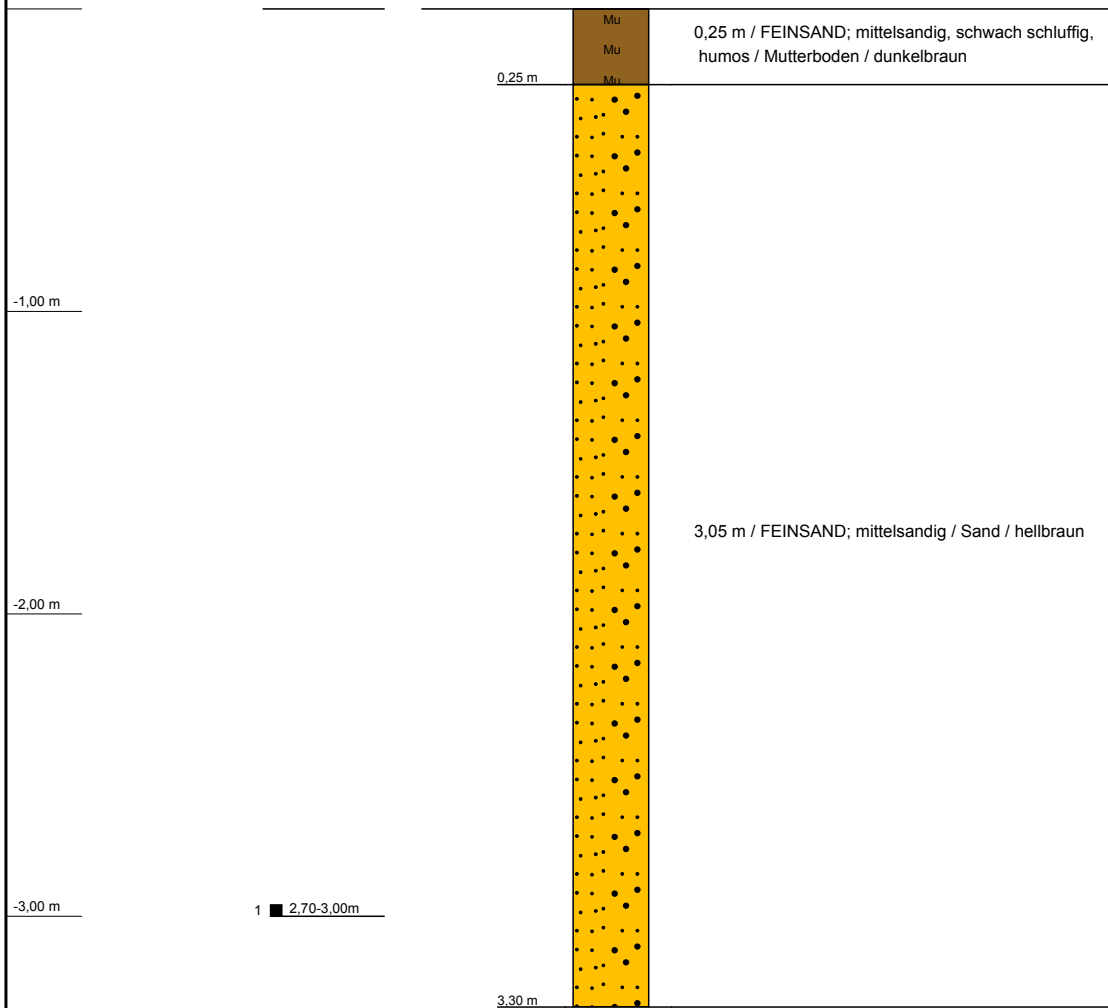 Mu
0,25 m / FEINSAND; mittelsandig, schwach schluffig,
humos / Mutterboden / dunkelbraun
Mu
0,25 m
Mu
-1,00 m
3,05 m / FEINSAND; mittelsandig / Sand / hellbraun
-2,00 m
-3,00 m
1 2,70-3,00m
3,30 m